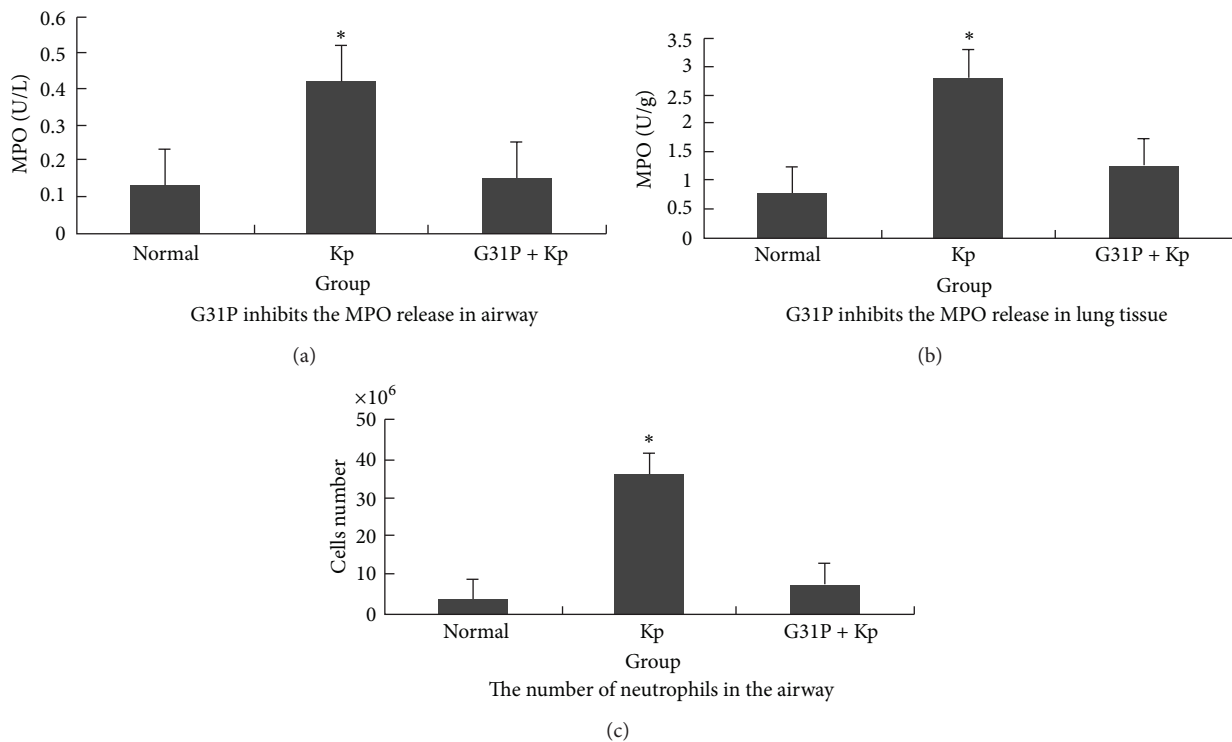 0.6
0.5
0.4
0.3
0.2
0.1
0
MPO (U/L)
*
Normal
Kp
G31P + Kp
Group
G31P inhibits the MPO release in airway
(a)
3.5
3
2.5
2
1.5
1
0.5
0
MPO (U/g)
*
Normal
Kp
G31P + Kp
Group
G31P inhibits the MPO release in lung tissue
(b)
×10⁶
50
40
30
20
10
0
Cells number
*
Normal
Kp
G31P + Kp
Group
The number of neutrophils in the airway
(c)